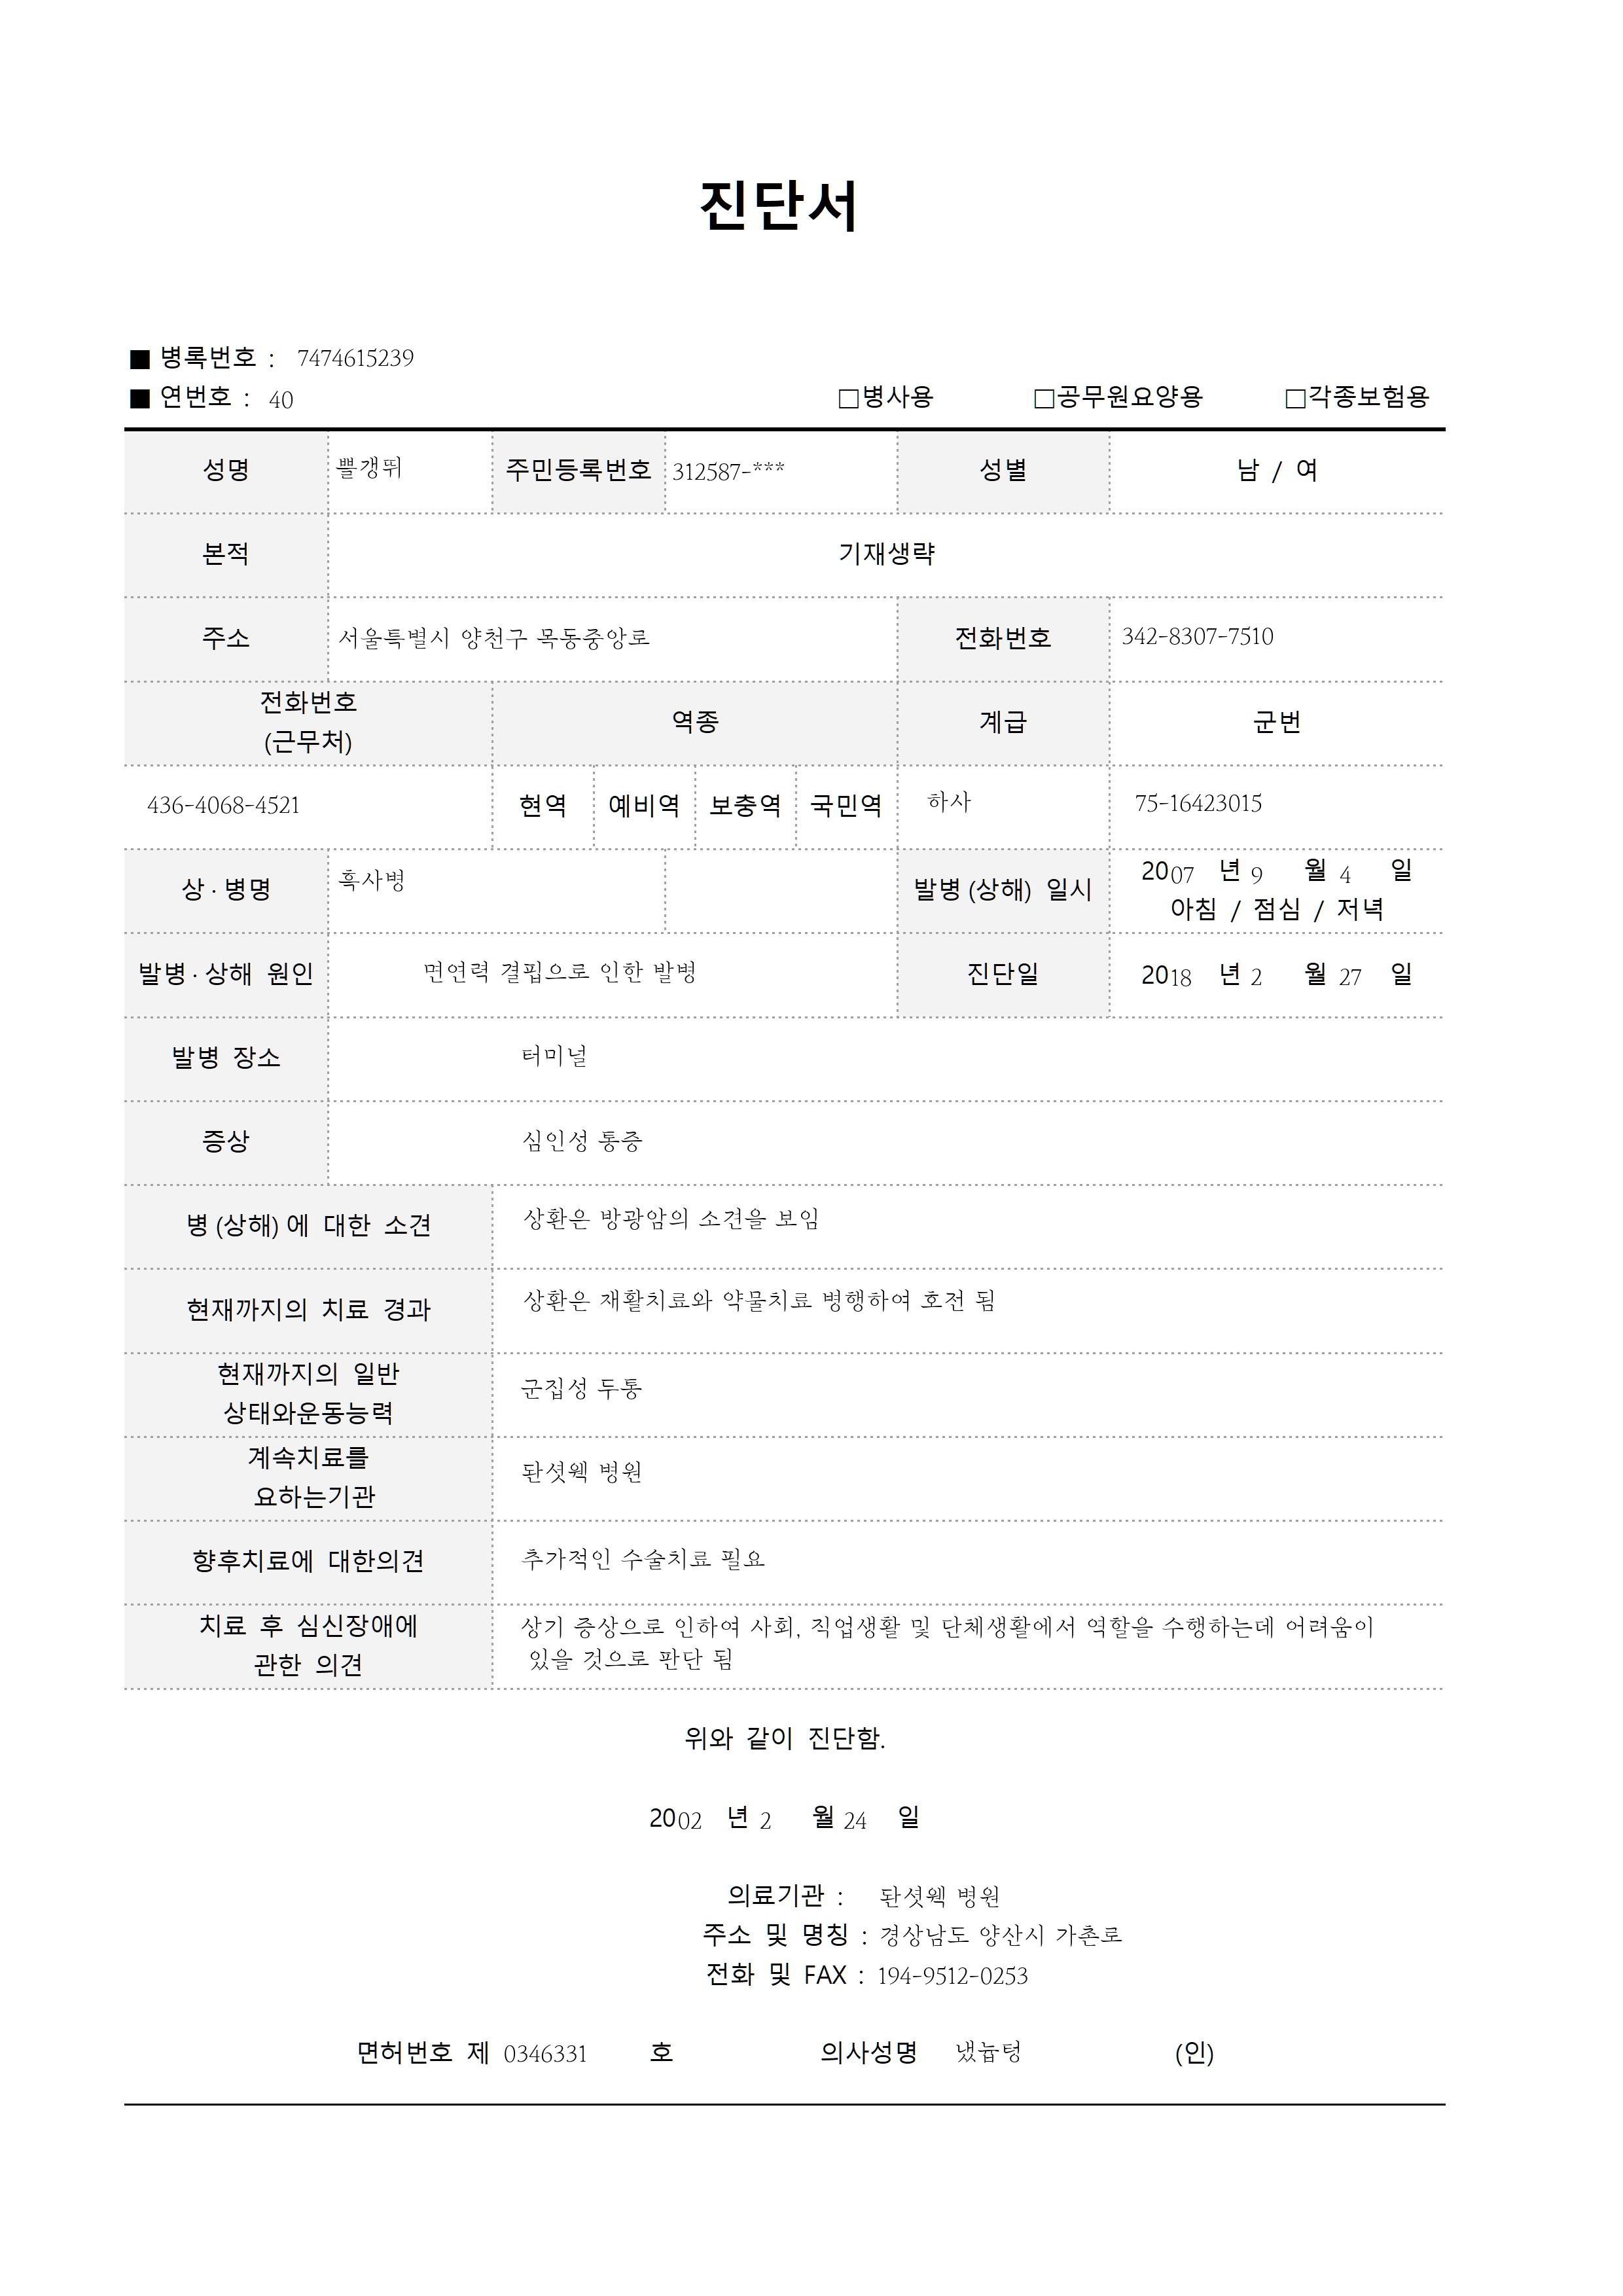 진단서
■ 병록번호 : 7474615239
■ 연번호 : 40 □병사용 □공무원요양용 □각종보험용
성명 쁠갱뛰 주민등록번호 312587-*** 성별 남 / 여
본적 기재생략
주소 서울특별시 양천구 목동중앙로 전화번호 342-8307-7510
전화번호
(근무처) 역종 계급 군번
436-4068-4521 현역 예비역 보충역 국민역 하사 75-16423015
상·병명 흑사병 발병(상해) 일시 2007 년 9 월 4 일
아침 / 점심 / 저녁
발병·상해 원인 면연력 결핍으로 인한 발병 진단일 2018 년 2 월 27 일
발병 장소 터미널
증상 심인성 통증
병(상해)에 대한 소견 상환은 방광암의 소견을 보임
현재까지의 치료 경과 상환은 재활치료와 약물치료 병행하여 호전 됨
현재까지의 일반
상태와운동능력 군집성 두통
계속치료를
요하는기관 돤셧웩 병원
향후치료에 대한의견 추가적인 수술치료 필요
치료 후 심신장애에 상기 증상으로 인하여 사회, 직업생활 및 단체생활에서 역할을 수행하는데 어려움이
관한 의견 있을 것으로 판단 됨
위와 같이 진단함.
2002 년 2 월 24 일
의료기관 : 돤셧웩 병원
주소 및 명칭 : 경상남도 양산시 가촌로
전화 및 FAX : 194-9512-0253
면허번호 제 0346331 호 의사성명 냈늡텅 (인)